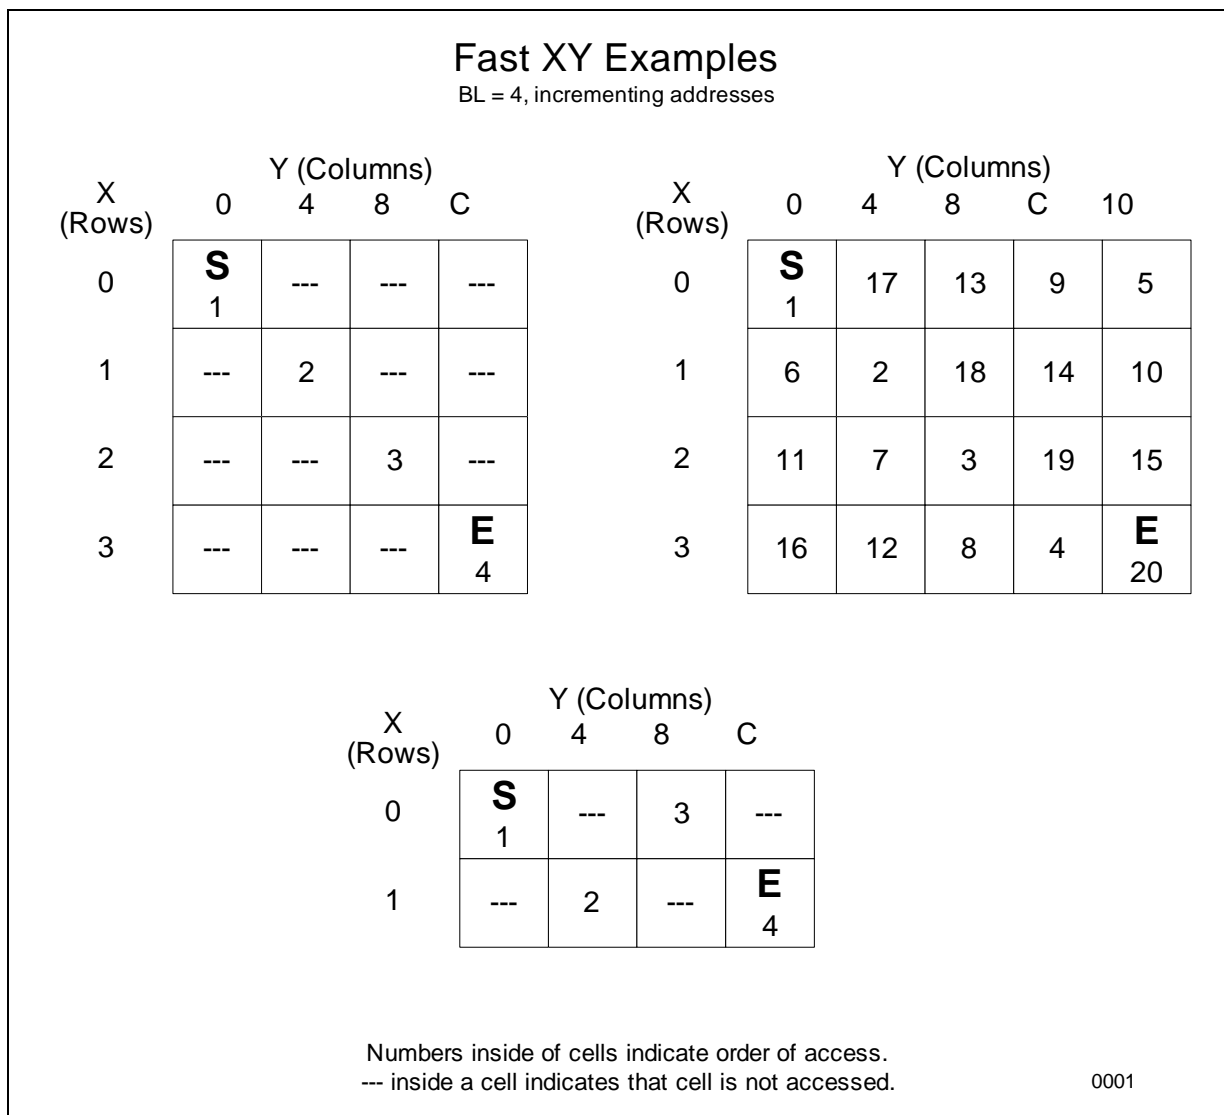 Fast XY Examples
BL = 4, incrementing addresses
Y (Columns)
X
(Rows)
0 4 8 C
0 S 1 --- --- ---
1 --- 2 --- ---
2 --- --- 3 ---
3 --- --- --- E 4
Y (Columns)
X
(Rows)
0 4 8 C 10
0 S 1 17 13 9 5
1 6 2 18 14 10
2 11 7 3 19 15
3 16 12 8 4 E 20
Y (Columns)
X
(Rows)
0 4 8 C
0 S 1 --- 3 ---
1 --- 2 --- E 4
Numbers inside of cells indicate order of access.
--- inside a cell indicates that cell is not accessed.
0001